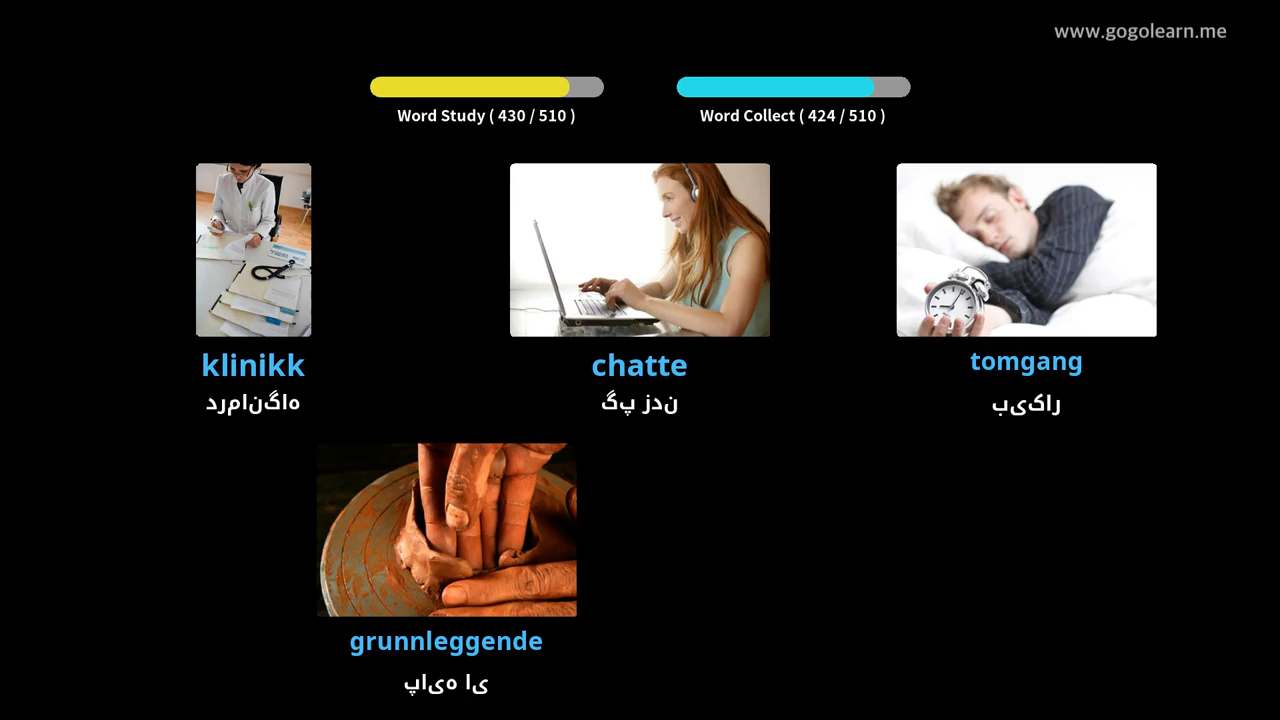 www.gogolearn.me
Word Study ( 430 / 510 )
Word Collect ( 424 / 510 )
klinikk
درمانگاه
chatte
گپ زدن
tomgang
بیکار
grunnleggende
پایه ای